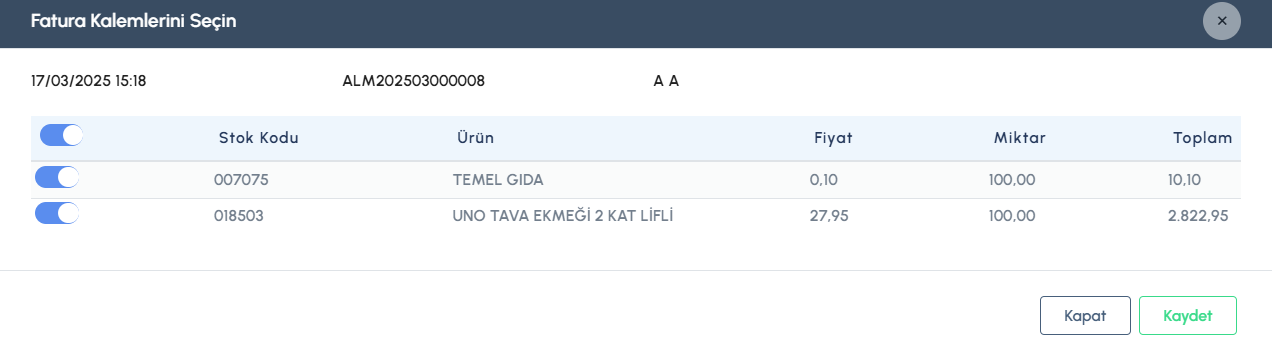 Fatura Kalemlerini Seçin
17/03/2025 15:18 ALM202503000008 A A
Stok Kodu Ürün Fiyat Miktar Toplam
007075 TEMEL GIDA 0,10 100,00 10,10
018503 UNO TAVA EKMEĞİ 2 KAT LİFLİ 27,95 100,00 2.822,95
Kapat Kaydet